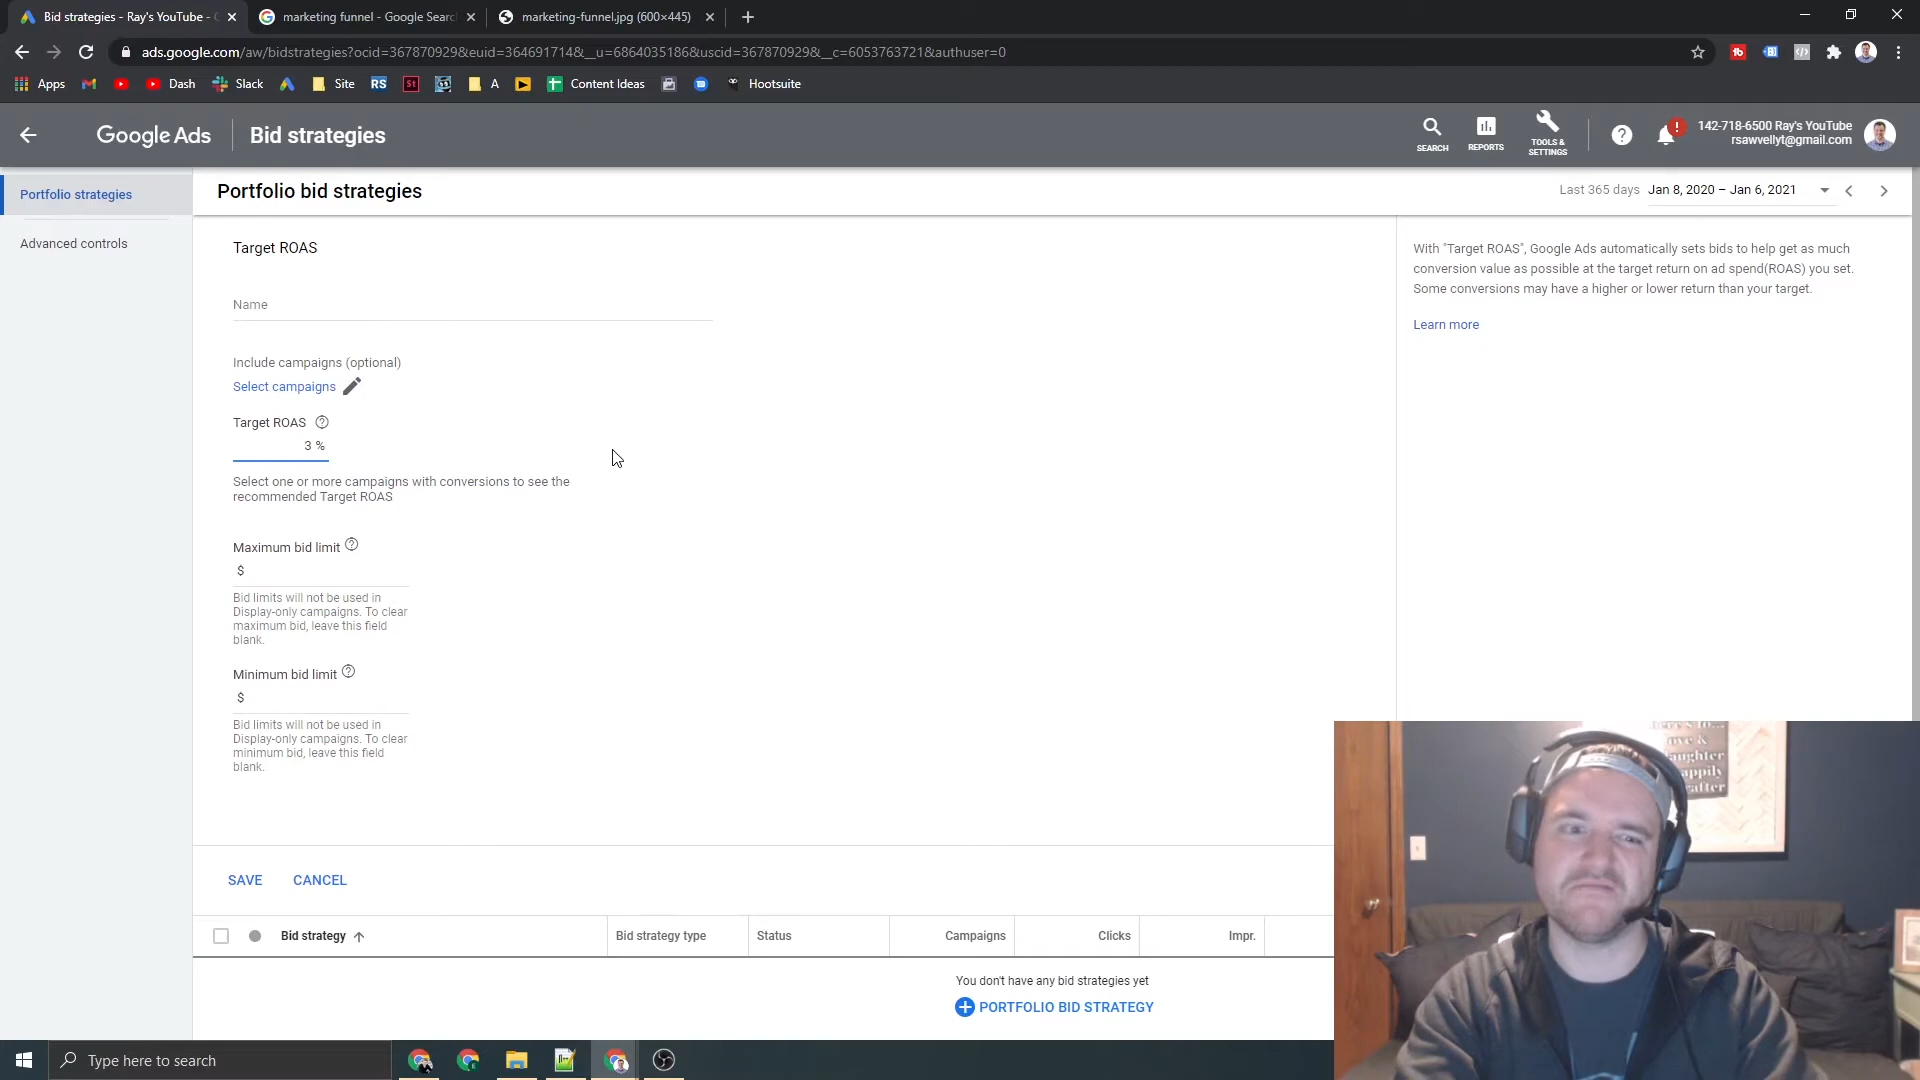 Bid strategies - Ray's YouTube -
marketing funnel - Google Searc
marketing-funnel.jpg (600×445)
ads.google.com/aw/bidstrategies?ocid=367870929&euid=364691714&__u=6864035186&uscid=367870929&__c=6053763721&authuser=0
Apps
Dash
Slack
Site
RS
St
A
Content Ideas
Hootsuite
Google Ads
Bid strategies
SEARCH
REPORTS
TOOLS &
SETTINGS
142-718-6500 Ray's YouTube
rsawvellyt@gmail.com
Portfolio strategies
Advanced controls
Portfolio bid strategies
Last 365 days Jan 8, 2020 – Jan 6, 2021
Target ROAS
Name
Include campaigns (optional)
Select campaigns
Target ROAS
3 %
Select one or more campaigns with conversions to see the
recommended Target ROAS
Maximum bid limit
$
Bid limits will not be used in
Display-only campaigns. To clear
maximum bid, leave this field
blank.
Minimum bid limit
$
Bid limits will not be used in
Display-only campaigns. To clear
minimum bid, leave this field
blank.
With "Target ROAS", Google Ads automatically sets bids to help get as much
conversion value as possible at the target return on ad spend(ROAS) you set.
Some conversions may have a higher or lower return than your target.
Learn more
SAVE
CANCEL
Bid strategy
Bid strategy type
Status
Campaigns
Clicks
Impr.
You don't have any bid strategies yet
PORTFOLIO BID STRATEGY
Type here to search